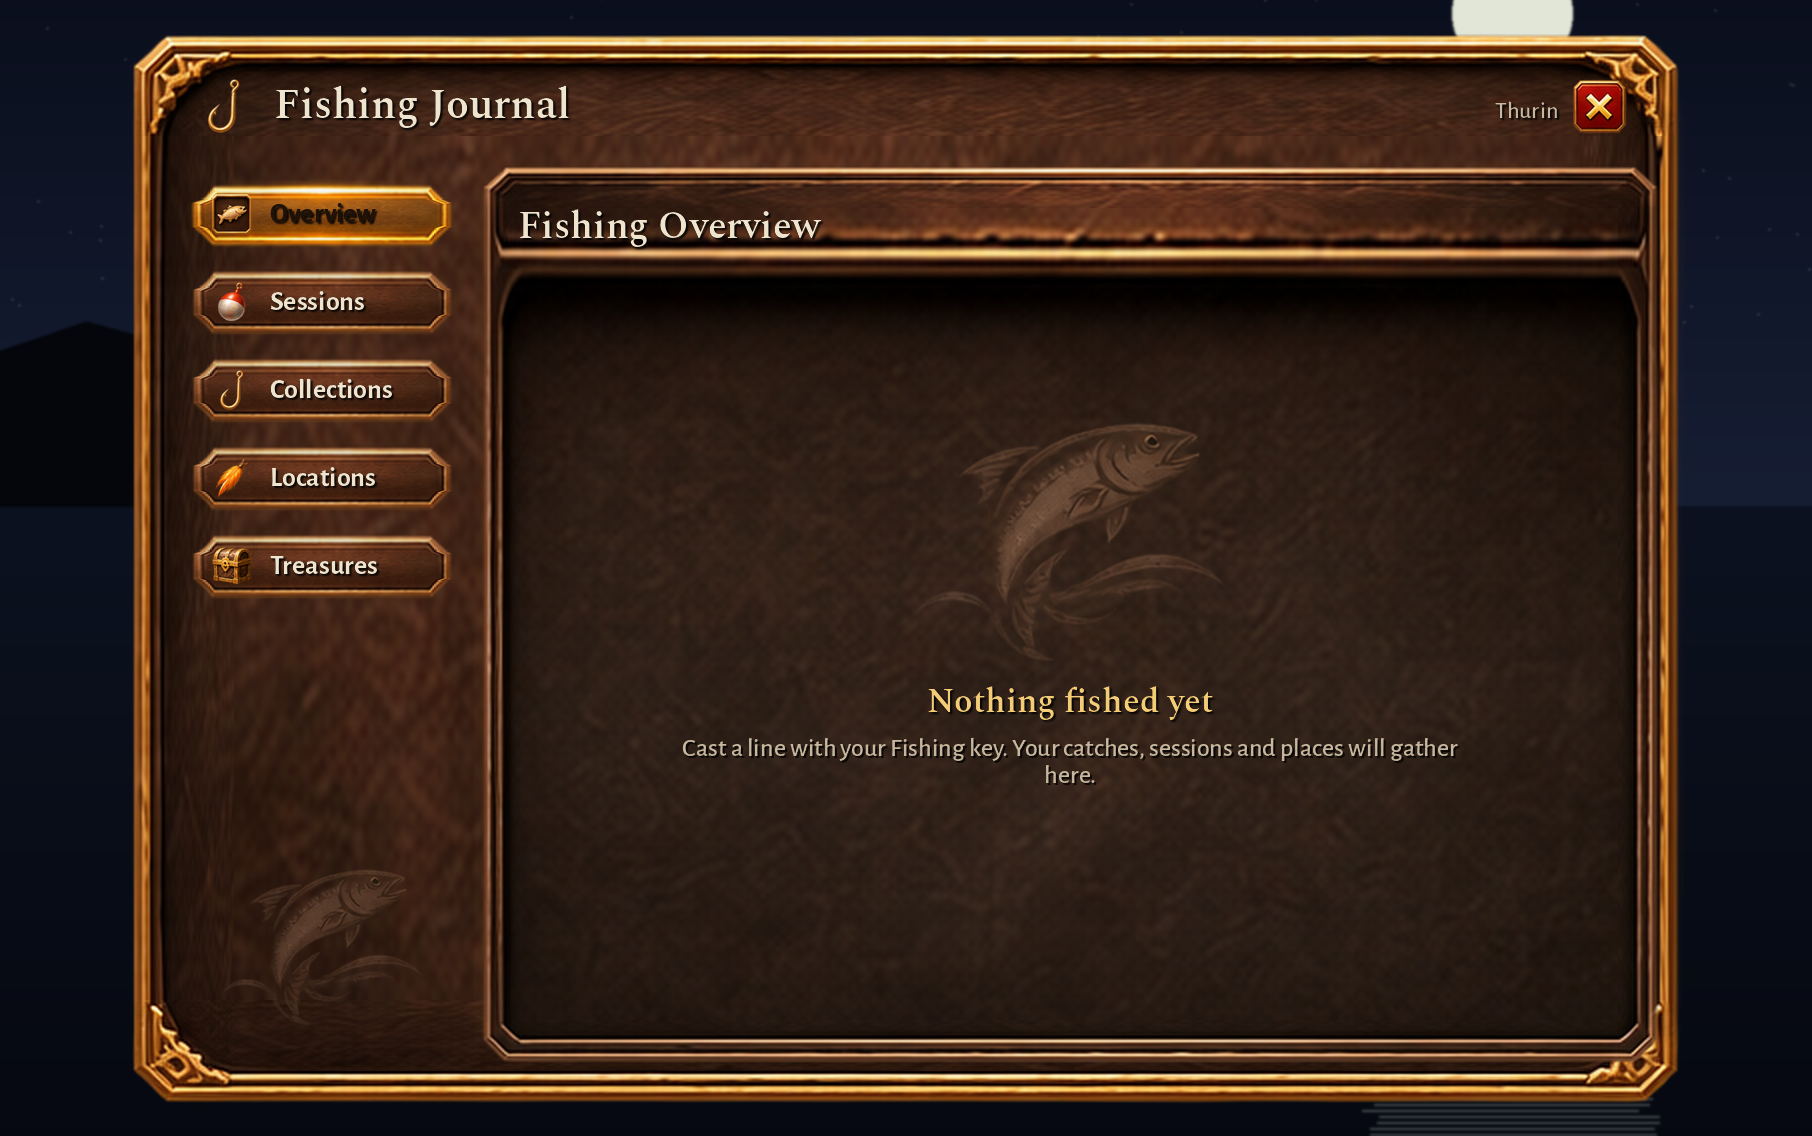 Fishing Journal
Thurin
Overview
Sessions
Collections
Locations
Treasures
Fishing Overview
Nothing fished yet
Cast a line with your Fishing key. Your catches, sessions and places will gather
here.